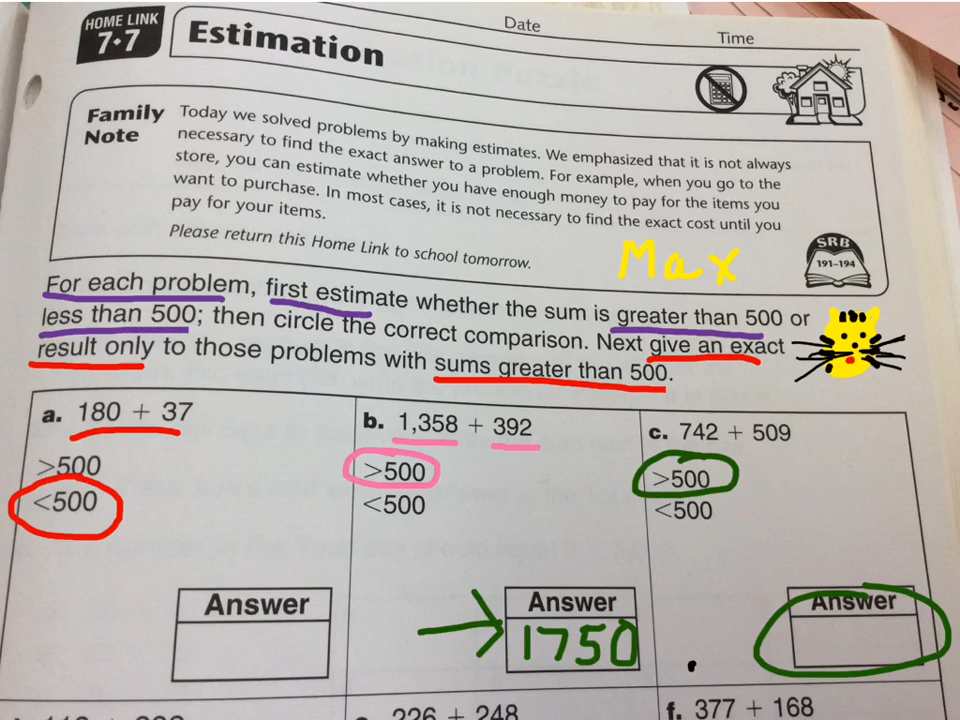 HOME LINK
7•7
Estimation
Date
Time
Family
Note
Today we solved problems by making estimates. We emphasized that it is not always
necessary to find the exact answer to a problem. For example, when you go to the
store, you can estimate whether you have enough money to pay for the items you
want to purchase. In most cases, it is not necessary to find the exact cost until you
pay for your items.
Please return this Home Link to school tomorrow.
Max
SRB
191–194
For each problem, first estimate whether the sum is greater than 500 or
less than 500; then circle the correct comparison. Next give an exact
result only to those problems with sums greater than 500.
a. 180 + 37
>500
<500
Answer
b. 1,358 + 392
>500
<500
Answer
1750
c. 742 + 509
>500
<500
Answer
226 + 248
f. 377 + 168